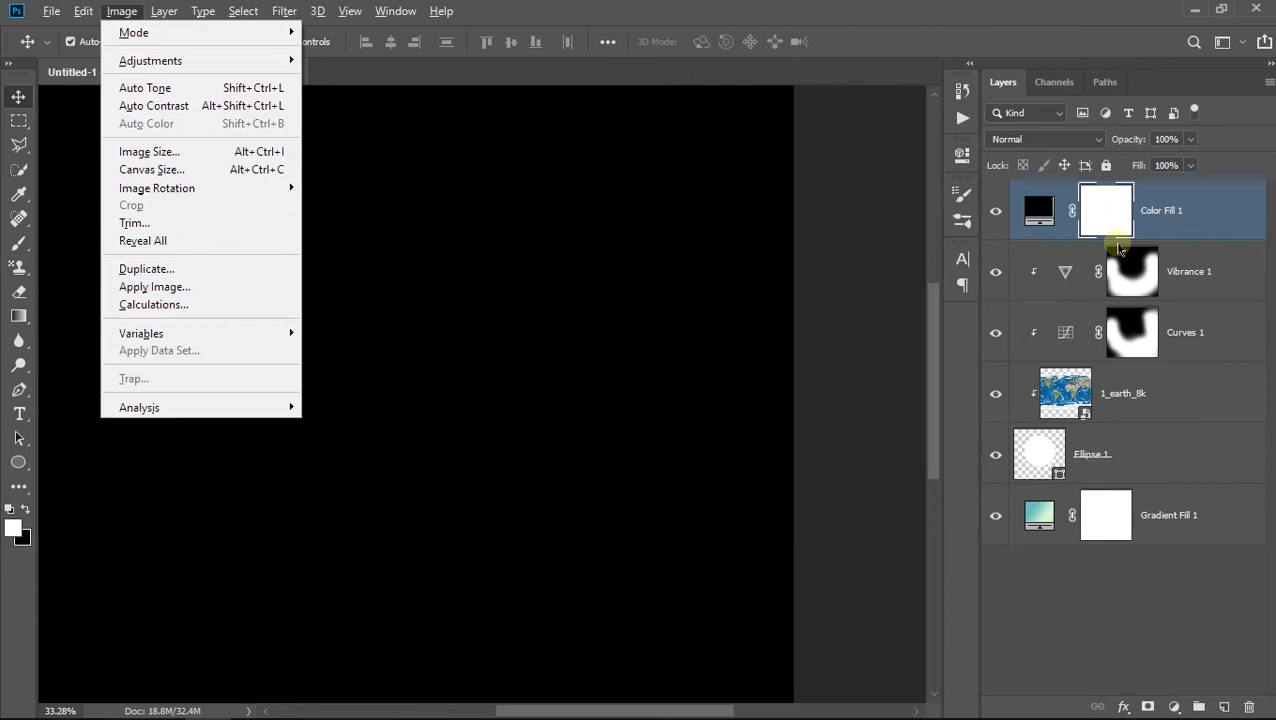 Ps File Edit Image Layer Type Select Filter 3D View Window Help
Auto- ontrols 3D Mode:
Untitled-1
Mode
Adjustments
Auto Tone Shift+Ctrl+L
Auto Contrast Alt+Shift+Ctrl+L
Auto Color Shift+Ctrl+B
Image Size... Alt+Ctrl+I
Canvas Size... Alt+Ctrl+C
Image Rotation
Crop
Trim...
Reveal All
Duplicate...
Apply Image...
Calculations...
Variables
Apply Data Set...
Trap...
Analysis
Layers Channels Paths
Kind
Normal Opacity: 100%
Lock: Fill: 100%
Color Fill 1
Vibrance 1
Curves 1
1_earth_8k
Ellipse 1
Gradient Fill 1
33.28% Doc: 18.8M/32.4M
fx